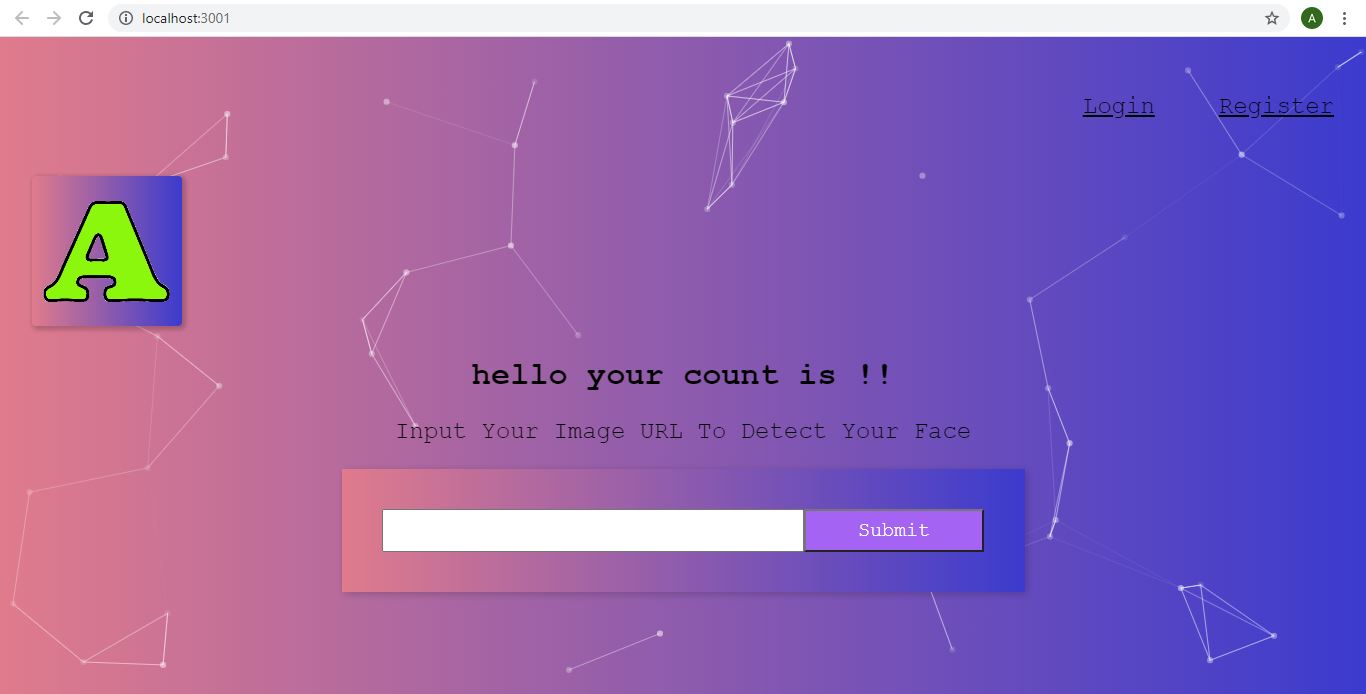 localhost:3001
A
Login Register
A
hello your count is !!
Input Your Image URL To Detect Your Face
Submit